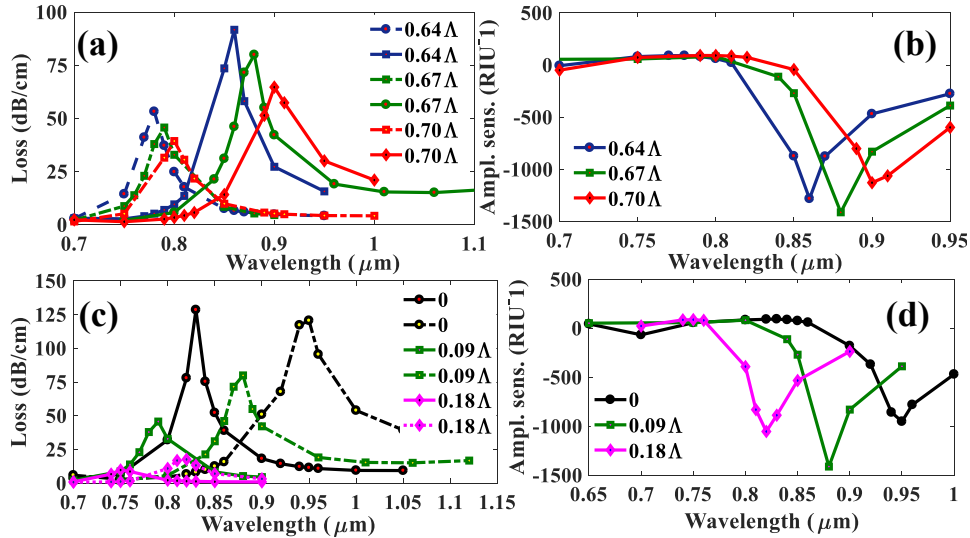 (a)
Loss (dB/cm)
100
75
50
25
0
0.7 0.8 0.9 1 1.1
Wavelength ( μm)
0.64Λ
0.64Λ
0.67Λ
0.67Λ
0.70Λ
0.70Λ
(b)
Ampl. sens. (RIU⁻1)
500
0
-500
-1000
-1500
0.7 0.75 0.8 0.85 0.9 0.95
Wavelength ( μm)
0.64Λ
0.67Λ
0.70Λ
(c)
Loss (dB/cm)
150
125
100
75
50
25
0
0.7 0.75 0.8 0.85 0.9 0.95 1 1.05 1.1
Wavelength ( μm)
0
0
0.09Λ
0.09Λ
0.18Λ
0.18Λ
(d)
Ampl. sens. (RIU⁻1)
500
0
-500
-1000
-1500
0.65 0.7 0.75 0.8 0.85 0.9 0.95 1
Wavelength ( μm)
0
0.09Λ
0.18Λ